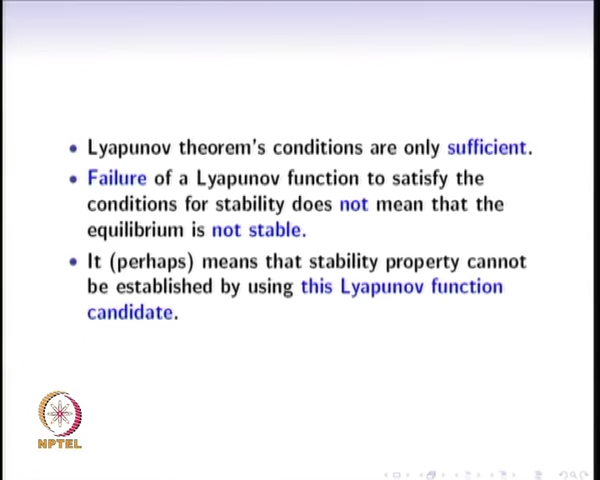 Lyapunov theorem's conditions are only sufficient.
Failure of a Lyapunov function to satisfy the
conditions for stability does not mean that the
equilibrium is not stable.
It (perhaps) means that stability property cannot
be established by using this Lyapunov function
candidate.
NPTEL